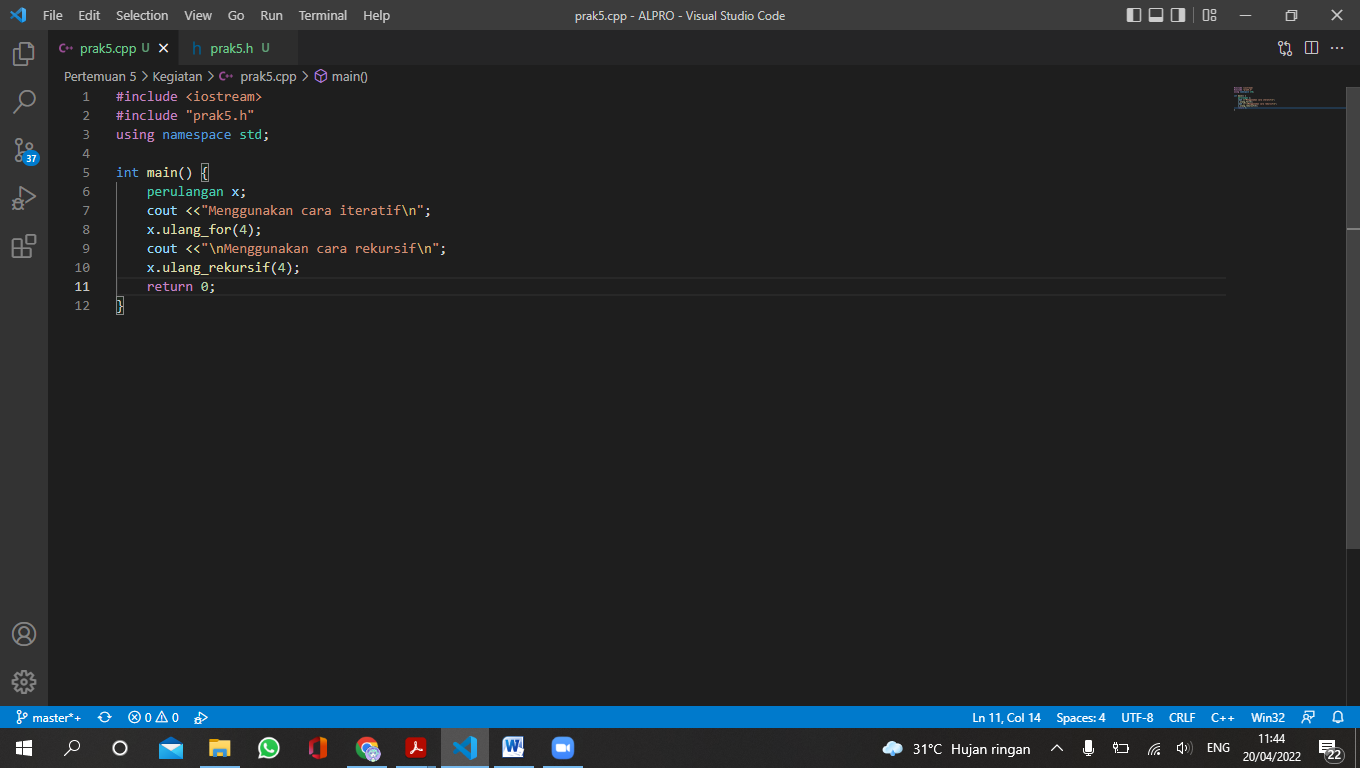 File Edit Selection View Go Run Terminal Help prak5.cpp - ALPRO - Visual Studio Code
C++ prak5.cpp U h prak5.h U
Pertemuan 5 > Kegiatan > C++ prak5.cpp > main()
1 #include <iostream>
2 #include "prak5.h"
3 using namespace std;
4
5 int main() {
6 perulangan x;
7 cout <<"Menggunakan cara iteratif\n";
8 x.ulang_for(4);
9 cout <<"\nMenggunakan cara rekursif\n";
10 x.ulang_rekursif(4);
11 return 0;
12 }
37
master*+ 0 0 Ln 11, Col 14 Spaces: 4 UTF-8 CRLF C++ Win32
31°C Hujan ringan ENG 11:44
20/04/2022 22